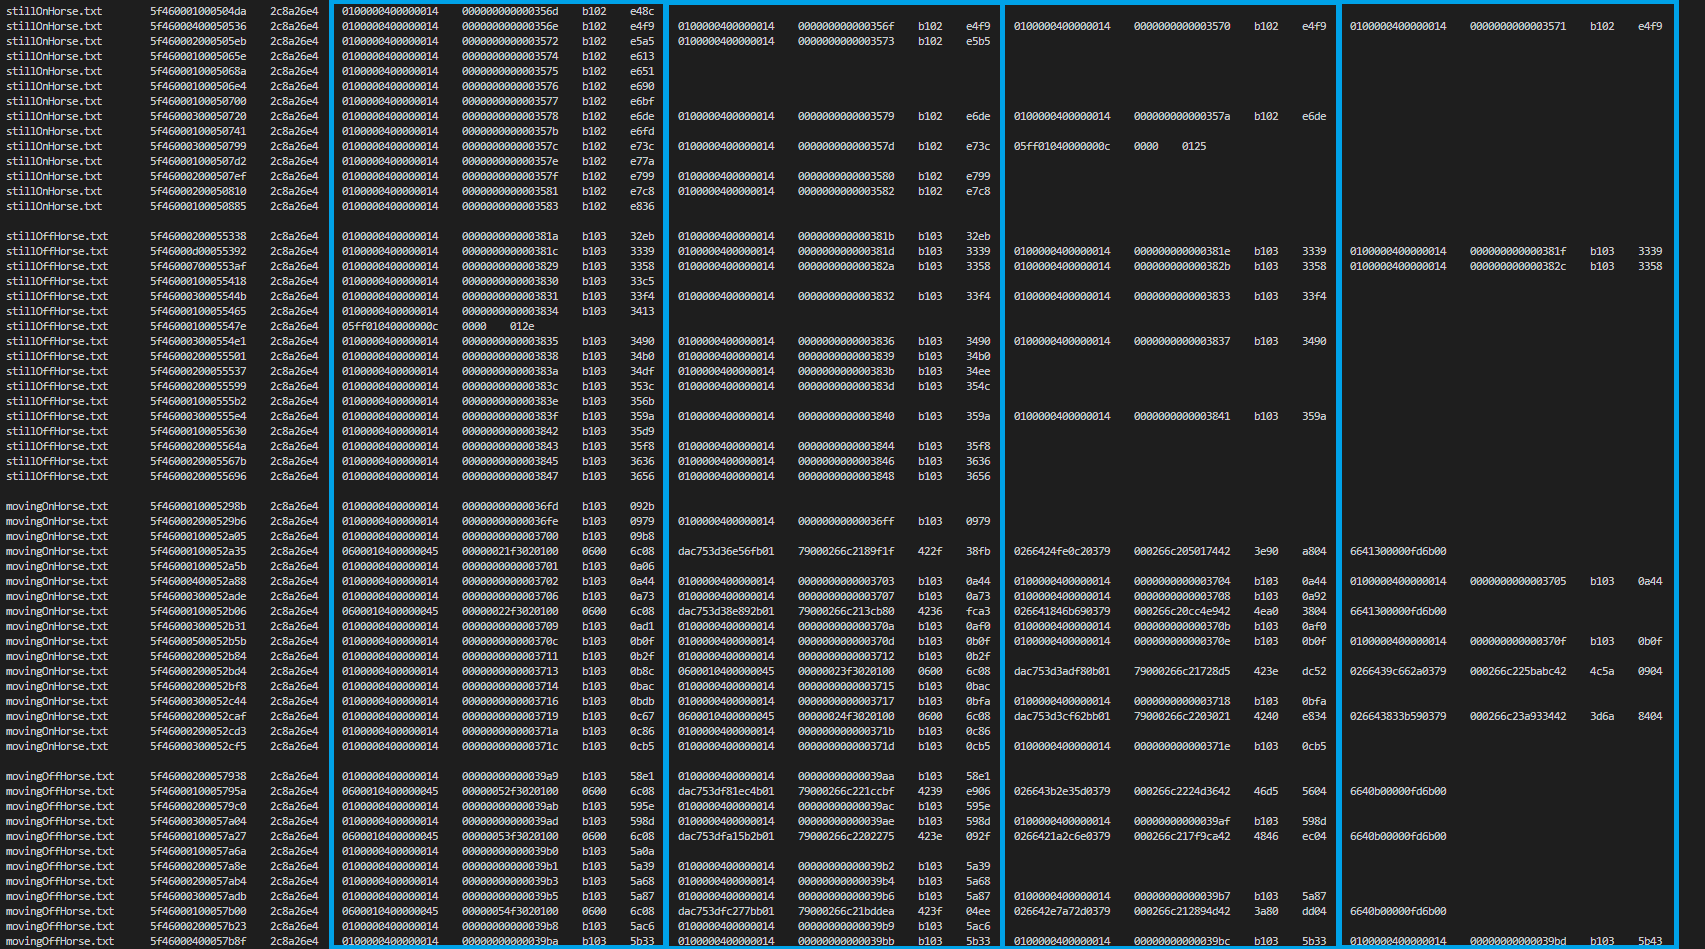 stillOnHorse.txt 5f460001000504da 2c8a26e4 0100000400000014 000000000000356d b102 e48c
stillOnHorse.txt 5f46000400050536 2c8a26e4 0100000400000014 000000000000356e b102 e4f9 0100000400000014 000000000000356f b102 e4f9 0100000400000014 0000000000003570 b102 e4f9 0100000400000014 0000000000003571 b102 e4f9
stillOnHorse.txt 5f460002000505eb 2c8a26e4 0100000400000014 0000000000003572 b102 e5a5 0100000400000014 0000000000003573 b102 e5b5
stillOnHorse.txt 5f4600010005065e 2c8a26e4 0100000400000014 0000000000003574 b102 e613
stillOnHorse.txt 5f4600010005068a 2c8a26e4 0100000400000014 0000000000003575 b102 e651
stillOnHorse.txt 5f460001000506e4 2c8a26e4 0100000400000014 0000000000003576 b102 e690
stillOnHorse.txt 5f46000100050700 2c8a26e4 0100000400000014 0000000000003577 b102 e6bf
stillOnHorse.txt 5f46000300050720 2c8a26e4 0100000400000014 0000000000003578 b102 e6de 0100000400000014 0000000000003579 b102 e6de 0100000400000014 000000000000357a b102 e6de
stillOnHorse.txt 5f46000100050741 2c8a26e4 0100000400000014 000000000000357b b102 e6fd
stillOnHorse.txt 5f46000300050799 2c8a26e4 0100000400000014 000000000000357c b102 e73c 0100000400000014 000000000000357d b102 e73c 05ff01040000000c 0000 0125
stillOnHorse.txt 5f460001000507d2 2c8a26e4 0100000400000014 000000000000357e b102 e77a
stillOnHorse.txt 5f460002000507ef 2c8a26e4 0100000400000014 000000000000357f b102 e799 0100000400000014 0000000000003580 b102 e799
stillOnHorse.txt 5f46000200050810 2c8a26e4 0100000400000014 0000000000003581 b102 e7c8 0100000400000014 0000000000003582 b102 e7c8
stillOnHorse.txt 5f46000100050885 2c8a26e4 0100000400000014 0000000000003583 b102 e836
stillOffHorse.txt 5f46000200055338 2c8a26e4 0100000400000014 000000000000381a b103 32eb 0100000400000014 000000000000381b b103 32eb
stillOffHorse.txt 5f46000d00055392 2c8a26e4 0100000400000014 000000000000381c b103 3339 0100000400000014 000000000000381d b103 3339 0100000400000014 000000000000381e b103 3339 0100000400000014 000000000000381f b103 3339
stillOffHorse.txt 5f460007000553af 2c8a26e4 0100000400000014 0000000000003829 b103 3358 0100000400000014 000000000000382a b103 3358 0100000400000014 000000000000382b b103 3358 0100000400000014 000000000000382c b103 3358
stillOffHorse.txt 5f46000100055418 2c8a26e4 0100000400000014 0000000000003830 b103 33c5
stillOffHorse.txt 5f4600030005544b 2c8a26e4 0100000400000014 0000000000003831 b103 33f4 0100000400000014 0000000000003832 b103 33f4 0100000400000014 0000000000003833 b103 33f4
stillOffHorse.txt 5f46000100055465 2c8a26e4 0100000400000014 0000000000003834 b103 3413
stillOffHorse.txt 5f4600010005547e 2c8a26e4 05ff01040000000c 0000 012e
stillOffHorse.txt 5f460003000554e1 2c8a26e4 0100000400000014 0000000000003835 b103 3490 0100000400000014 0000000000003836 b103 3490 0100000400000014 0000000000003837 b103 3490
stillOffHorse.txt 5f46000200055501 2c8a26e4 0100000400000014 0000000000003838 b103 34b0 0100000400000014 0000000000003839 b103 34b0
stillOffHorse.txt 5f46000200055537 2c8a26e4 0100000400000014 000000000000383a b103 34df 0100000400000014 000000000000383b b103 34ee
stillOffHorse.txt 5f46000200055599 2c8a26e4 0100000400000014 000000000000383c b103 353c 0100000400000014 000000000000383d b103 354c
stillOffHorse.txt 5f460001000555b2 2c8a26e4 0100000400000014 000000000000383e b103 356b
stillOffHorse.txt 5f460003000555e4 2c8a26e4 0100000400000014 000000000000383f b103 359a 0100000400000014 0000000000003840 b103 359a 0100000400000014 0000000000003841 b103 359a
stillOffHorse.txt 5f46000100055630 2c8a26e4 0100000400000014 0000000000003842 b103 35d9
stillOffHorse.txt 5f4600020005564a 2c8a26e4 0100000400000014 0000000000003843 b103 35f8 0100000400000014 0000000000003844 b103 35f8
stillOffHorse.txt 5f4600020005567b 2c8a26e4 0100000400000014 0000000000003845 b103 3636 0100000400000014 0000000000003846 b103 3636
stillOffHorse.txt 5f46000200055696 2c8a26e4 0100000400000014 0000000000003847 b103 3656 0100000400000014 0000000000003848 b103 3656
movingOnHorse.txt 5f4600010005298b 2c8a26e4 0100000400000014 00000000000036fd b103 092b
movingOnHorse.txt 5f460002000529b6 2c8a26e4 0100000400000014 00000000000036fe b103 0979 0100000400000014 00000000000036ff b103 0979
movingOnHorse.txt 5f46000100052a05 2c8a26e4 0100000400000014 0000000000003700 b103 09b8
movingOnHorse.txt 5f46000100052a35 2c8a26e4 0600010400000045 00000021f3020100 0600 6c08 dac753d36e56fb01 79000266c2189f1f 422f 38fb 0266424fe0c20379 000266c205017442 3e90 a804 6641300000fd6b00
movingOnHorse.txt 5f46000100052a5b 2c8a26e4 0100000400000014 0000000000003701 b103 0a06
movingOnHorse.txt 5f46000400052a88 2c8a26e4 0100000400000014 0000000000003702 b103 0a44 0100000400000014 0000000000003703 b103 0a44 0100000400000014 0000000000003704 b103 0a44 0100000400000014 0000000000003705 b103 0a44
movingOnHorse.txt 5f46000300052ade 2c8a26e4 0100000400000014 0000000000003706 b103 0a73 0100000400000014 0000000000003707 b103 0a73 0100000400000014 0000000000003708 b103 0a92
movingOnHorse.txt 5f46000100052b06 2c8a26e4 0600010400000045 00000022f3020100 0600 6c08 dac753d38e892b01 79000266c213cb80 4236 fca3 026641846b690379 000266c20cc4e942 4ea0 3804 6641300000fd6b00
movingOnHorse.txt 5f46000300052b31 2c8a26e4 0100000400000014 0000000000003709 b103 0ad1 0100000400000014 000000000000370a b103 0af0 0100000400000014 000000000000370b b103 0af0
movingOnHorse.txt 5f46000500052b5b 2c8a26e4 0100000400000014 000000000000370c b103 0b0f 0100000400000014 000000000000370d b103 0b0f 0100000400000014 000000000000370e b103 0b0f 0100000400000014 000000000000370f b103 0b0f
movingOnHorse.txt 5f46000200052b84 2c8a26e4 0100000400000014 0000000000003711 b103 0b2f 0100000400000014 0000000000003712 b103 0b2f
movingOnHorse.txt 5f46000200052bd4 2c8a26e4 0100000400000014 0000000000003713 b103 0b8c 0600010400000045 00000023f3020100 0600 6c08 dac753d3adf80b01 79000266c21728d5 423e dc52 0266439c662a0379 000266c225babc42 4c5a 0904
movingOnHorse.txt 5f46000200052bf8 2c8a26e4 0100000400000014 0000000000003714 b103 0bac 0100000400000014 0000000000003715 b103 0bac
movingOnHorse.txt 5f46000300052c44 2c8a26e4 0100000400000014 0000000000003716 b103 0bdb 0100000400000014 0000000000003717 b103 0bfa 0100000400000014 0000000000003718 b103 0bfa
movingOnHorse.txt 5f46000200052caf 2c8a26e4 0100000400000014 0000000000003719 b103 0c67 0600010400000045 00000024f3020100 0600 6c08 dac753d3cf62bb01 79000266c2203021 4240 e834 026643833b590379 000266c23a933442 3d6a 8404
movingOnHorse.txt 5f46000200052cd3 2c8a26e4 0100000400000014 000000000000371a b103 0c86 0100000400000014 000000000000371b b103 0c86
movingOnHorse.txt 5f46000300052cf5 2c8a26e4 0100000400000014 000000000000371c b103 0cb5 0100000400000014 000000000000371d b103 0cb5 0100000400000014 000000000000371e b103 0cb5
movingOffHorse.txt 5f46000200057938 2c8a26e4 0100000400000014 00000000000039a9 b103 58e1 0100000400000014 00000000000039aa b103 58e1
movingOffHorse.txt 5f4600010005795a 2c8a26e4 0600010400000045 00000052f3020100 0600 6c08 dac753df81ec4b01 79000266c221ccbf 4239 e906 026643b2e35d0379 000266c2224d3642 46d5 5604 6640b00000fd6b00
movingOffHorse.txt 5f460002000579c0 2c8a26e4 0100000400000014 00000000000039ab b103 595e 0100000400000014 00000000000039ac b103 595e
movingOffHorse.txt 5f46000300057a04 2c8a26e4 0100000400000014 00000000000039ad b103 598d 0100000400000014 00000000000039ae b103 598d 0100000400000014 00000000000039af b103 598d
movingOffHorse.txt 5f46000100057a27 2c8a26e4 0600010400000045 00000053f3020100 0600 6c08 dac753dfa15b2b01 79000266c2202275 423e 092f 0266421a2c6e0379 000266c217f9ca42 4846 ec04 6640b00000fd6b00
movingOffHorse.txt 5f46000100057a6a 2c8a26e4 0100000400000014 00000000000039b0 b103 5a0a
movingOffHorse.txt 5f46000200057a8e 2c8a26e4 0100000400000014 00000000000039b1 b103 5a39 0100000400000014 00000000000039b2 b103 5a39
movingOffHorse.txt 5f46000200057ab4 2c8a26e4 0100000400000014 00000000000039b3 b103 5a68 0100000400000014 00000000000039b4 b103 5a68
movingOffHorse.txt 5f46000300057adb 2c8a26e4 0100000400000014 00000000000039b5 b103 5a87 0100000400000014 00000000000039b6 b103 5a87 0100000400000014 00000000000039b7 b103 5a87
movingOffHorse.txt 5f46000100057b00 2c8a26e4 0600010400000045 00000054f3020100 0600 6c08 dac753dfc277bb01 79000266c21bddea 423f 04ee 026642e7a72d0379 000266c212894d42 3a80 dd04 6640b00000fd6b00
movingOffHorse.txt 5f46000200057b23 2c8a26e4 0100000400000014 00000000000039b8 b103 5ac6 0100000400000014 00000000000039b9 b103 5ac6
movingOffHorse.txt 5f46000400057b8f 2c8a26e4 0100000400000014 00000000000039ba b103 5b33 0100000400000014 00000000000039bb b103 5b33 0100000400000014 00000000000039bc b103 5b33 0100000400000014 00000000000039bd b103 5b43